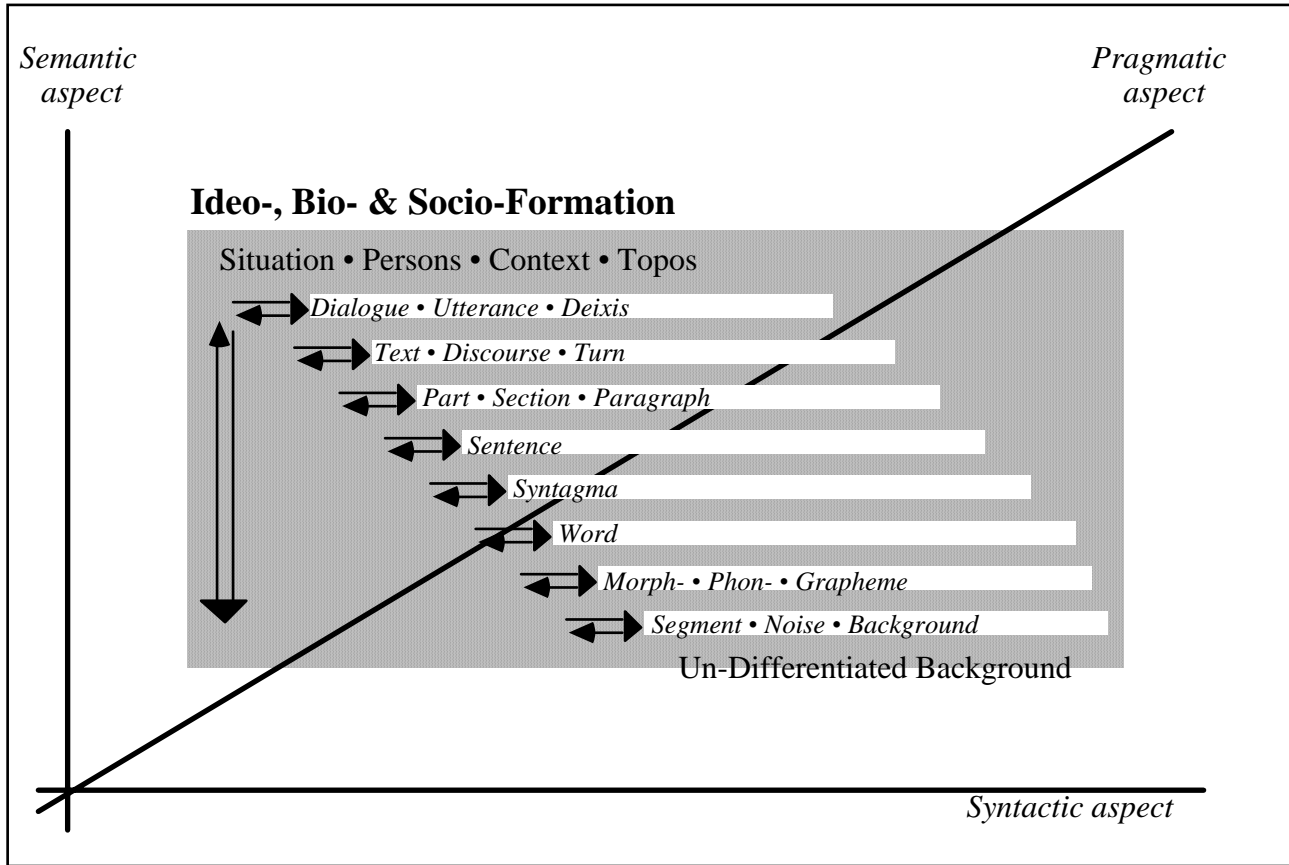 Semantic
aspect
Pragmatic
aspect
Ideo-, Bio- & Socio-Formation
Situation • Persons • Context • Topos
Dialogue • Utterance • Deixis
Text • Discourse • Turn
Part • Section • Paragraph
Sentence
Syntagma
Word
Morph- • Phon- • Grapheme
Segment • Noise • Background
Un-Differentiated Background
Syntactic aspect